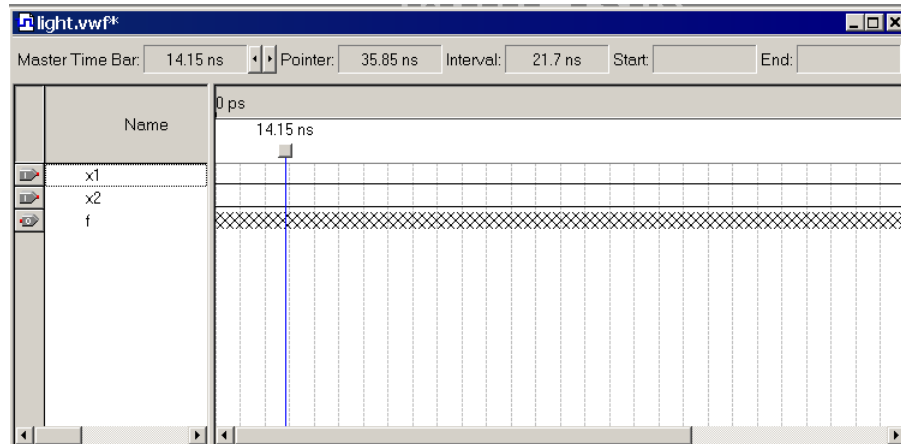 light.vwf*
Master Time Bar: 14.15 ns Pointer: 35.85 ns Interval: 21.7 ns Start: End:
Name
0 ps
14.15 ns
x1
x2
f